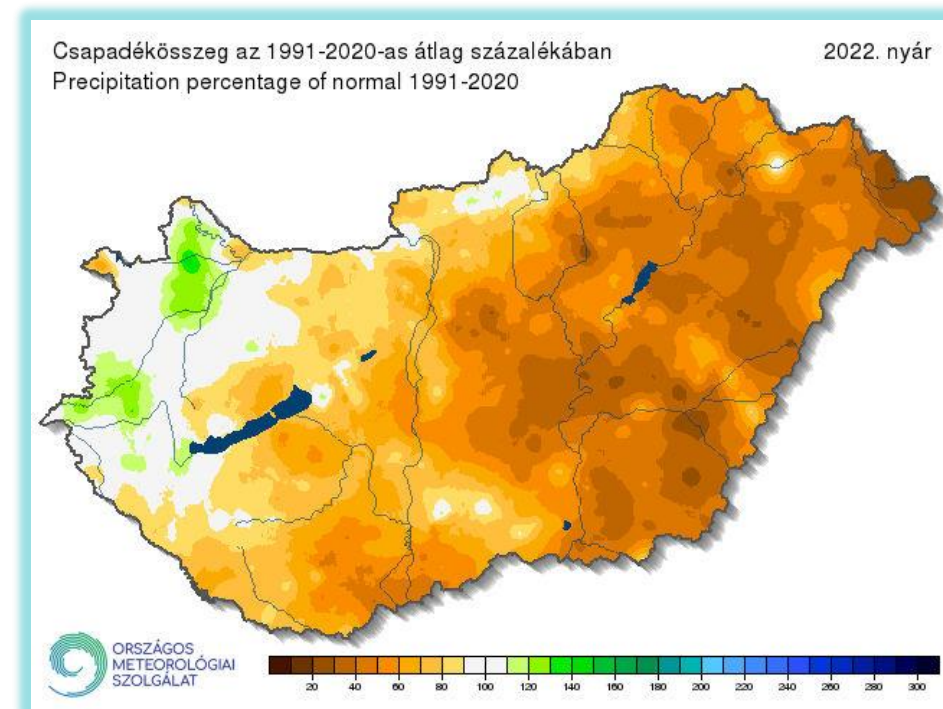 Csapadékösszeg az 1991-2020-as átlag százalékában 2022. nyár
Precipitation percentage of normal 1991-2020
ORSZÁGOS
METEOROLÓGIAI
SZOLGÁLAT
20 40 60 80 100 120 140 160 180 200 220 240 260 280 300